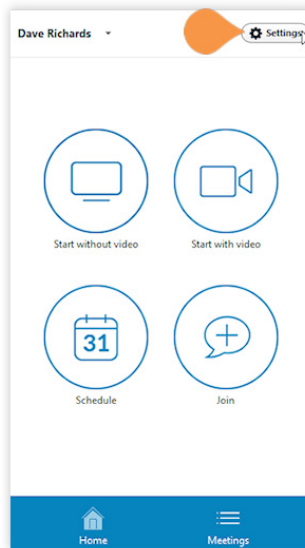 Dave Richards
Settings
Start without video
Start with video
31
Schedule
Join
Home
Meetings